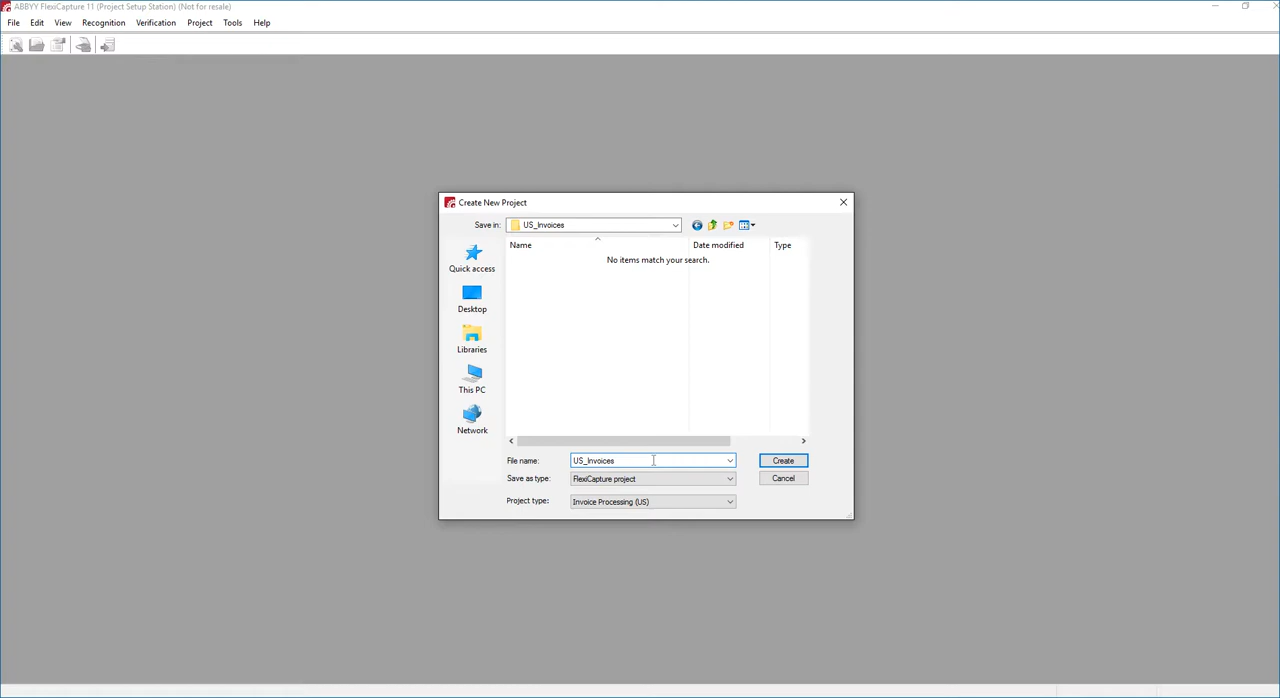 ABBYY FlexiCapture 11 (Project Setup Station) (Not for resale)
File Edit View Recognition Verification Project Tools Help
Create New Project
Save in: US_Invoices
Name Date modified Type
No items match your search.
Quick access
Desktop
Libraries
This PC
Network
File name: US_Invoices Create
Save as type: FlexiCapture project Cancel
Project type: Invoice Processing (US)